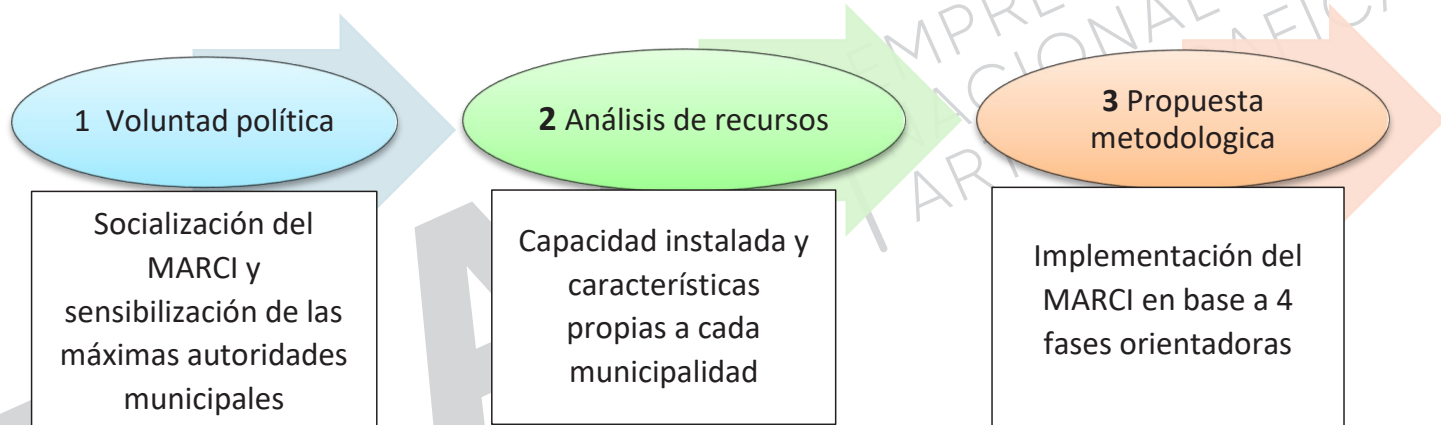 1 Voluntad política
Socialización del
MARCI y
sensibilización de las
máximas autoridades
municipales
2 Análisis de recursos
Capacidad instalada y
características
propias a cada
municipalidad
3 Propuesta
metodologica
Implementación del
MARCI en base a 4
fases orientadoras